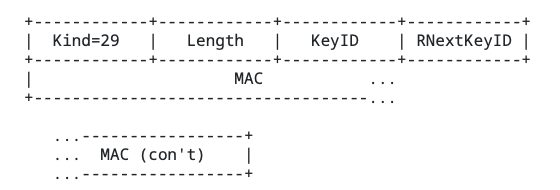 Kind=29 Length KeyID RNextKeyID
MAC ...
...
...
... MAC (con't)
...